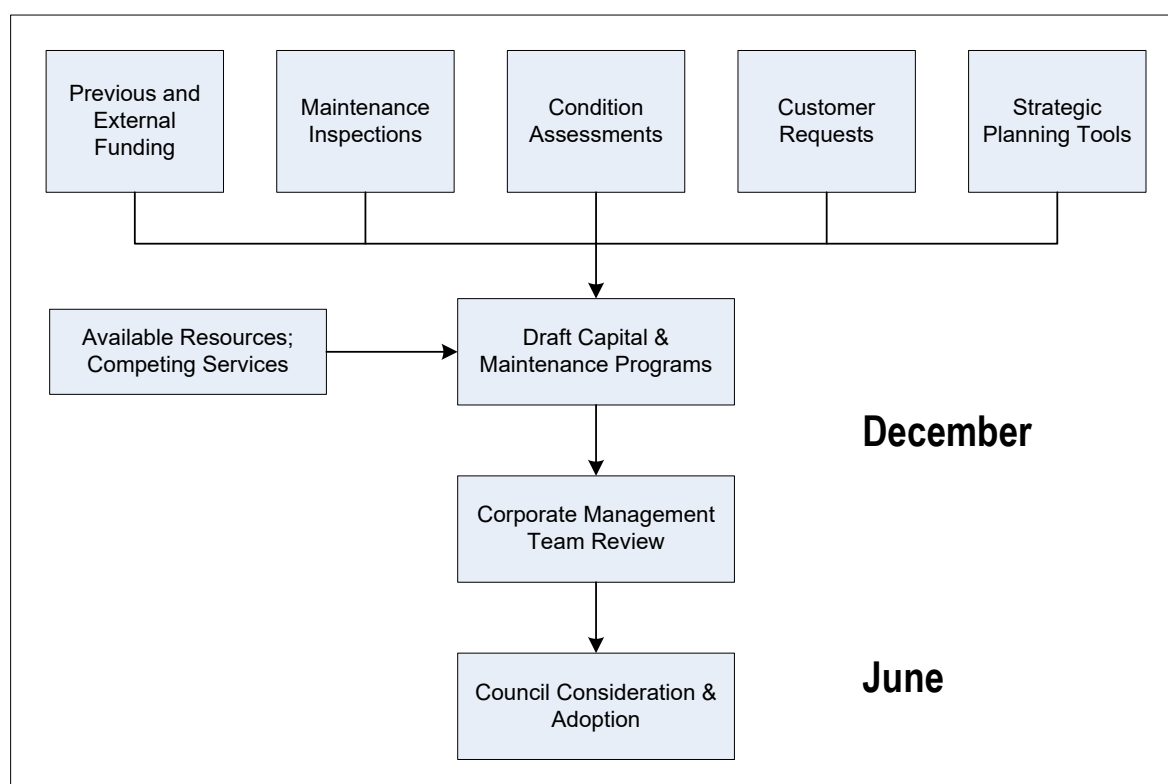 Previous and
External
Funding
Maintenance
Inspections
Condition
Assessments
Customer
Requests
Strategic
Planning Tools
Available Resources;
Competing Services
Draft Capital &
Maintenance Programs
December
Corporate Management
Team Review
Council Consideration &
Adoption
June